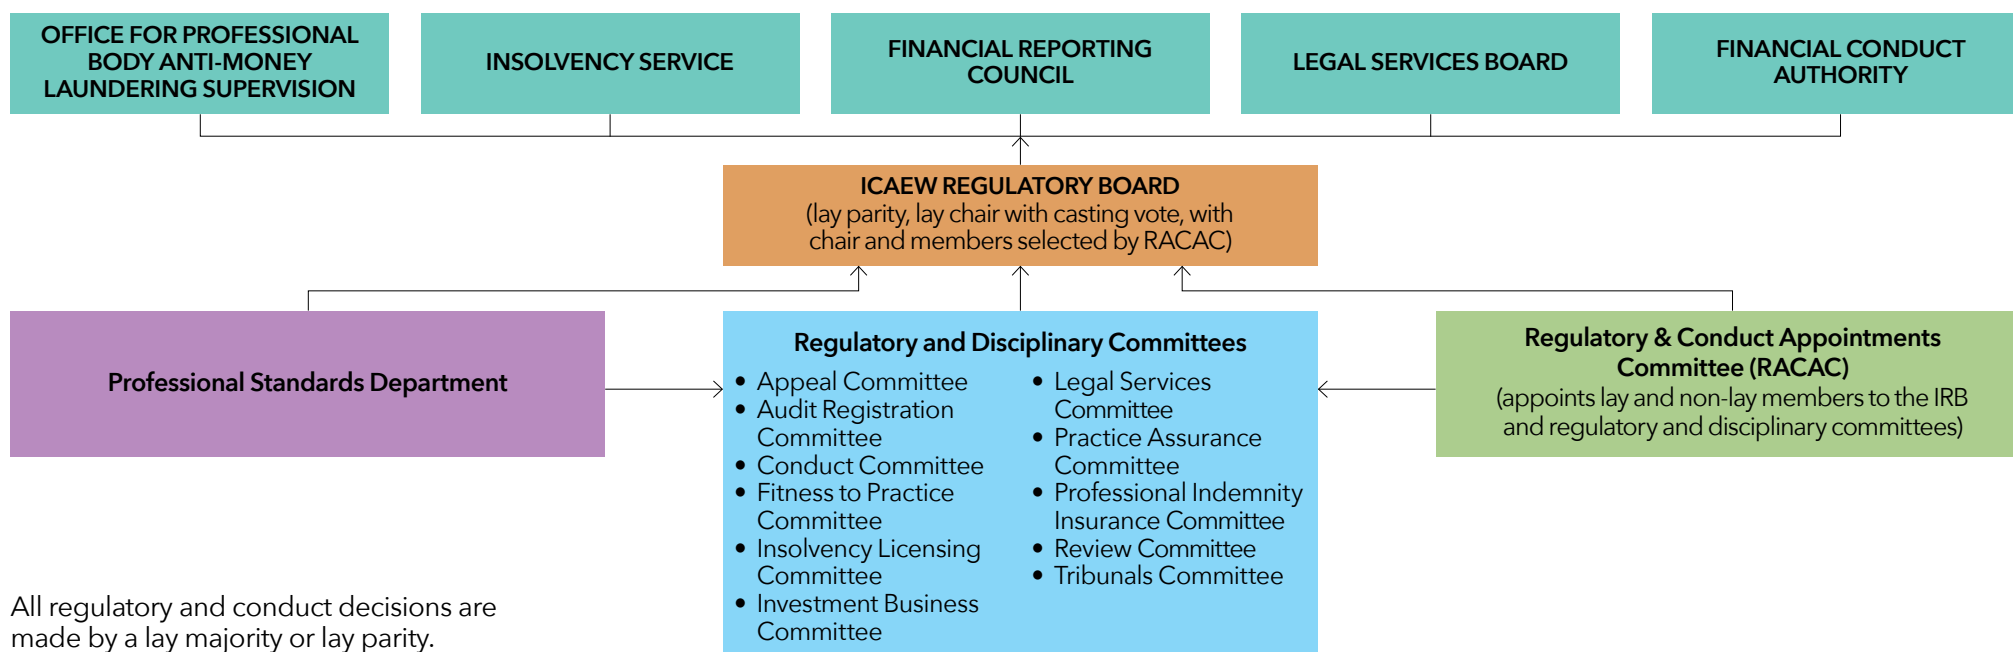 OFFICE FOR PROFESSIONAL
BODY ANTI-MONEY
LAUNDERING SUPERVISION
INSOLVENCY SERVICE
FINANCIAL REPORTING
COUNCIL
LEGAL SERVICES BOARD
FINANCIAL CONDUCT
AUTHORITY
ICAEW REGULATORY BOARD
(lay parity, lay chair with casting vote, with
chair and members selected by RACAC)
Professional Standards Department
Regulatory and Disciplinary Committees
• Appeal Committee
• Audit Registration
Committee
• Conduct Committee
• Fitness to Practice
Committee
• Insolvency Licensing
Committee
• Investment Business
Committee
• Legal Services
Committee
• Practice Assurance
Committee
• Professional Indemnity
Insurance Committee
• Review Committee
• Tribunals Committee
Regulatory & Conduct Appointments
Committee (RACAC)
(appoints lay and non-lay members to the IRB
and regulatory and disciplinary committees)
All regulatory and conduct decisions are
made by a lay majority or lay parity.